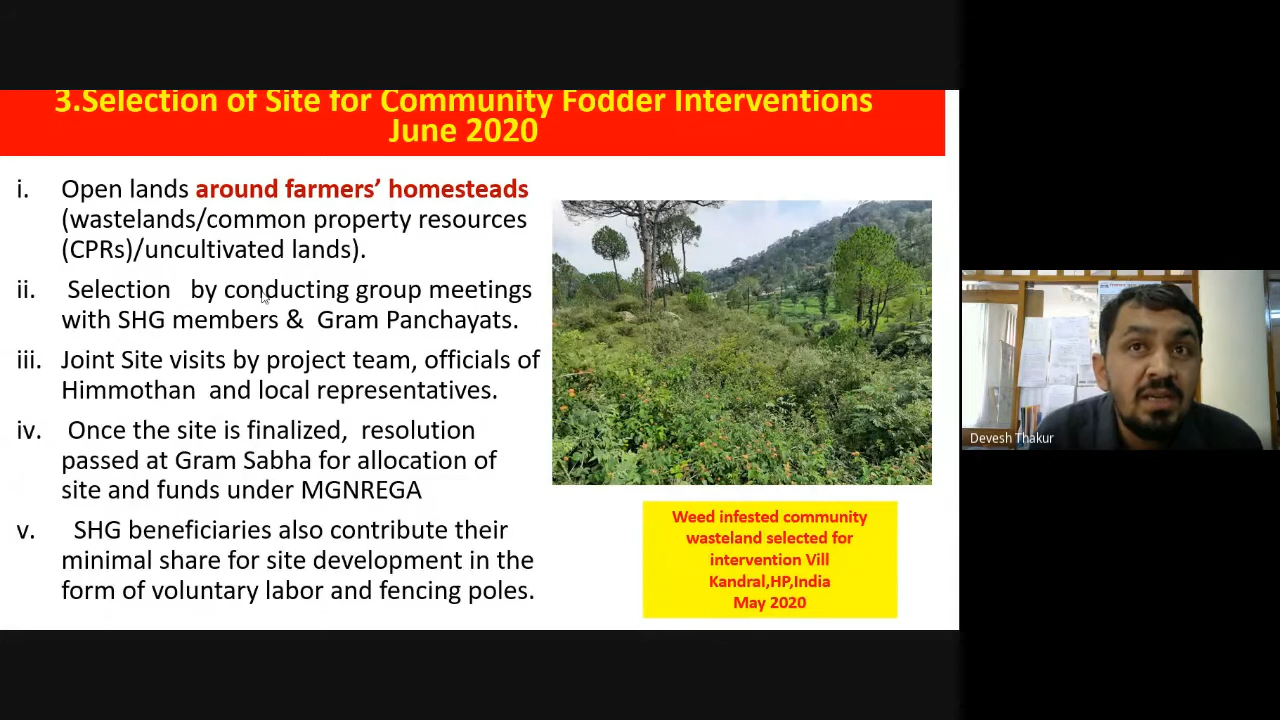 3.Selection of Site for Community Fodder Interventions
June 2020
i. Open lands around farmers’ homesteads
(wastelands/common property resources
(CPRs)/uncultivated lands).
ii. Selection by conducting group meetings
with SHG members & Gram Panchayats.
iii. Joint Site visits by project team, officials of
Himmothan and local representatives.
iv. Once the site is finalized, resolution
passed at Gram Sabha for allocation of
site and funds under MGNREGA
v. SHG beneficiaries also contribute their
minimal share for site development in the
form of voluntary labor and fencing poles.
Weed infested community
wasteland selected for
intervention Vill
Kandral,HP,India
May 2020
Devesh Thakur